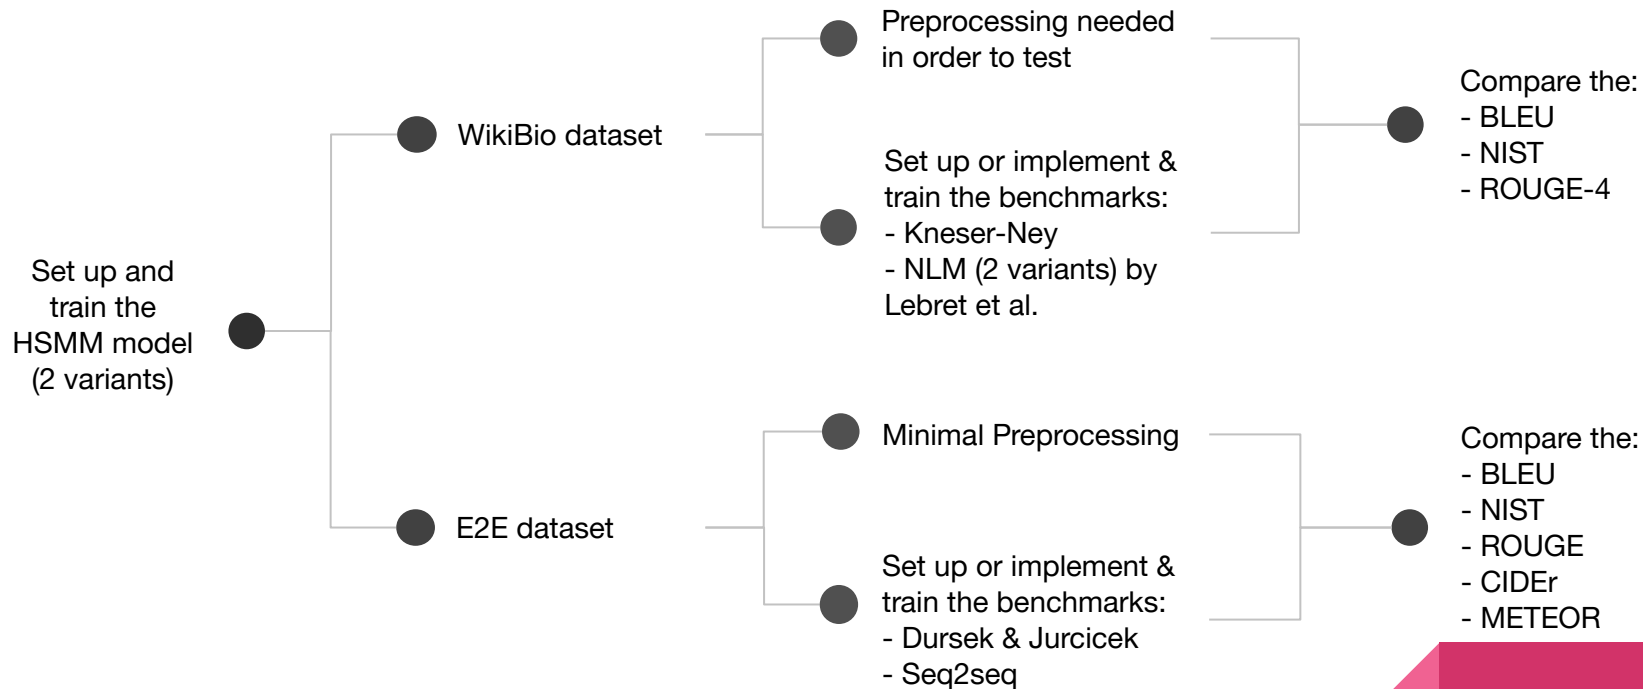 Set up and
train the
HSMM model
(2 variants)
WikiBio dataset
Preprocessing needed
in order to test
Set up or implement &
train the benchmarks:
- Kneser-Ney
- NLM (2 variants) by
Lebret et al.
Compare the:
- BLEU
- NIST
- ROUGE-4
E2E dataset
Minimal Preprocessing
Set up or implement &
train the benchmarks:
- Dursek & Jurcicek
- Seq2seq
Compare the:
- BLEU
- NIST
- ROUGE
- CIDEr
- METEOR